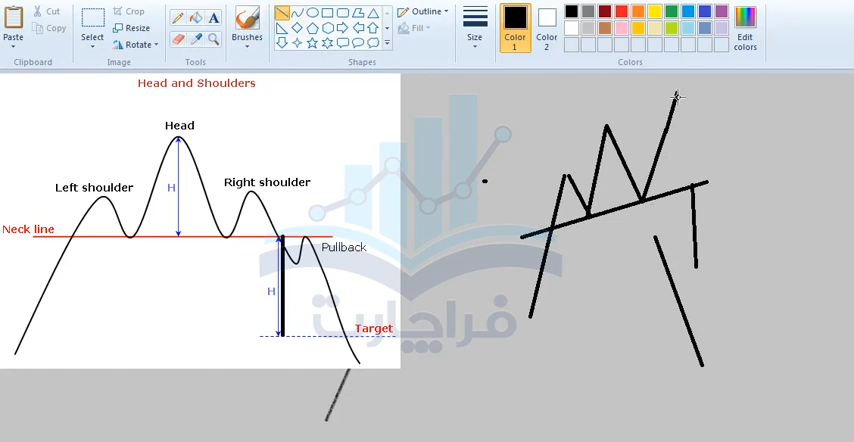 Cut
Copy
Paste
Clipboard
Select
Crop
Resize
Rotate
Image
A
Tools
Brushes
Shapes
Outline
Fill
Size
Color 1
Color 2
Colors
Edit colors
Head and Shoulders
Head
Left shoulder
Right shoulder
H
Neck line
Pullback
H
Target
فراچارت